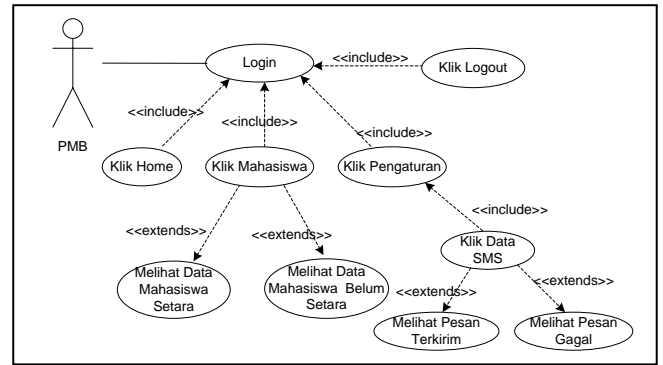 Login
<<include>>
Klik Logout
PMB
<<include>>
<<include>>
<<include>>
Klik Home
Klik Mahasiswa
Klik Pengaturan
<<include>>
<<extends>>
<<extends>>
Klik Data
SMS
Melihat Data
Mahasiswa
Setara
Melihat Data
Mahasiswa Belum
Setara
<<extends>>
<<extends>>
Melihat Pesan
Terkirim
Melihat Pesan
Gagal